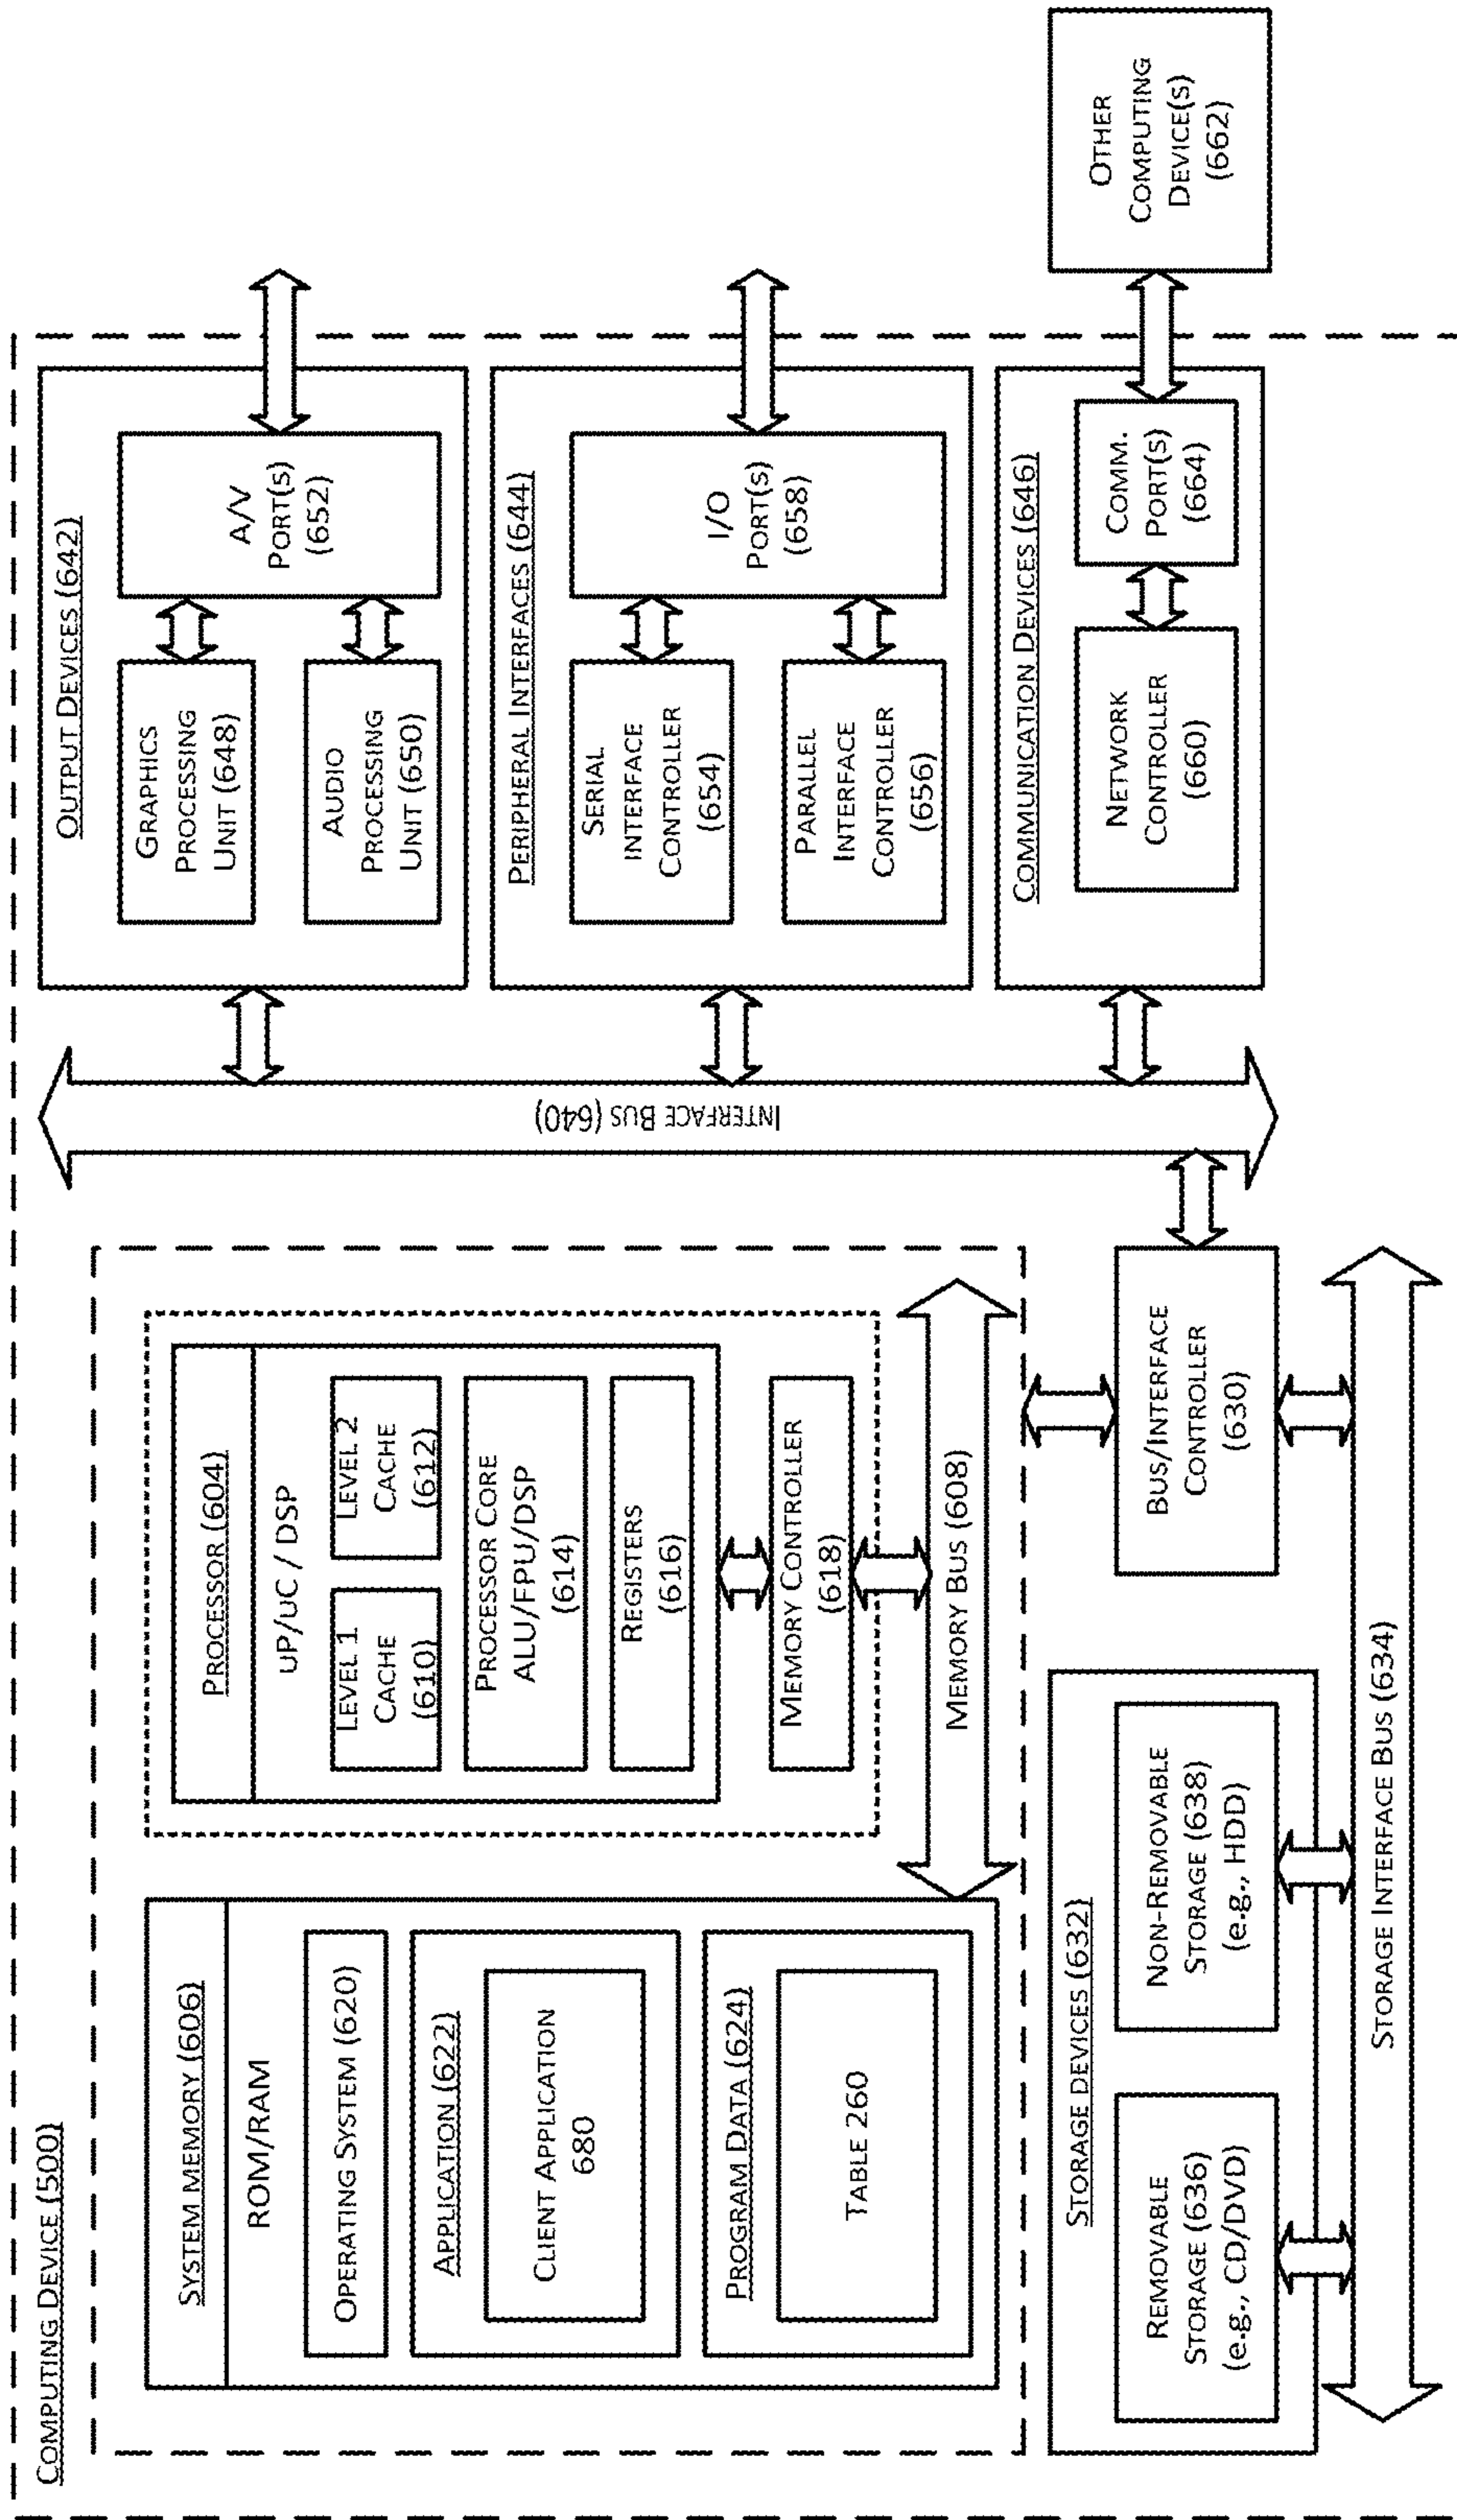 COMPUTING DEVICE (500)
SYSTEM MEMORY (606)
ROM/RAM
OPERATING SYSTEM (620)
APPLICATION (622)
CLIENT APPLICATION
680
PROGRAM DATA (624)
TABLE 260
PROCESSOR (604)
UP/UC / DSP
LEVEL 1
CACHE
(610)
LEVEL 2
CACHE
(612)
PROCESSOR CORE
ALU/FPU/DSP
(614)
REGISTERS
(616)
MEMORY CONTROLLER
(618)
MEMORY BUS (608)
STORAGE DEVICES (632)
REMOVABLE
STORAGE (636)
(e.g., CD/DVD)
NON-REMOVABLE
STORAGE (638)
(e.g., HDD)
BUS/INTERFACE
CONTROLLER
(630)
STORAGE INTERFACE BUS (634)
INTERFACE BUS (640)
OUTPUT DEVICES (642)
GRAPHICS
PROCESSING
UNIT (648)
AUDIO
PROCESSING
UNIT (650)
A/V
PORT(S)
(652)
PERIPHERAL INTERFACES (644)
SERIAL
INTERFACE
CONTROLLER
(654)
PARALLEL
INTERFACE
CONTROLLER
(656)
I/O
PORT(S)
(658)
COMMUNICATION DEVICES (646)
NETWORK
CONTROLLER
(660)
COMM.
PORT(S)
(664)
OTHER
COMPUTING
DEVICE(S)
(662)